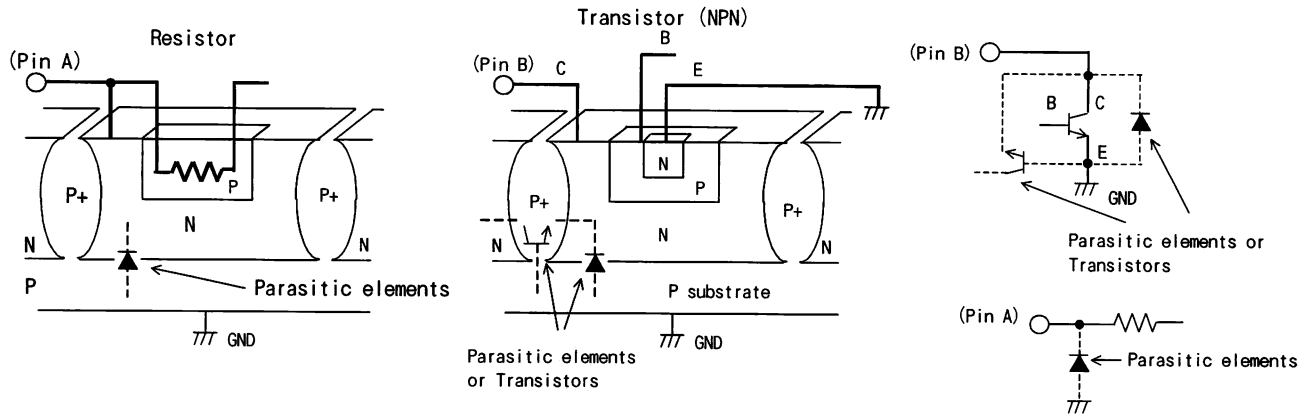 Resistor
(Pin A)
P+
P
P+
N
N
N
P
Parasitic elements
GND
Transistor (NPN)
B
(Pin B)
C
E
N
P
P+
P+
N
N
N
P substrate
GND
Parasitic elements
or Transistors
(Pin B)
B
C
E
GND
Parasitic elements or
Transistors
(Pin A)
Parasitic elements